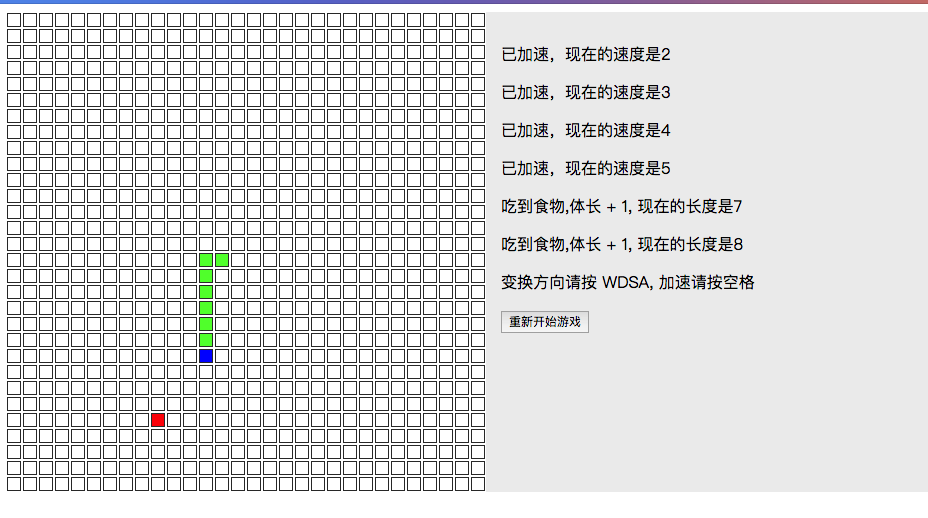 已加速，现在的速度是2
已加速，现在的速度是3
已加速，现在的速度是4
已加速，现在的速度是5
吃到食物,体长 + 1, 现在的长度是7
吃到食物,体长 + 1, 现在的长度是8
变换方向请按 WDSA, 加速请按空格
重新开始游戏